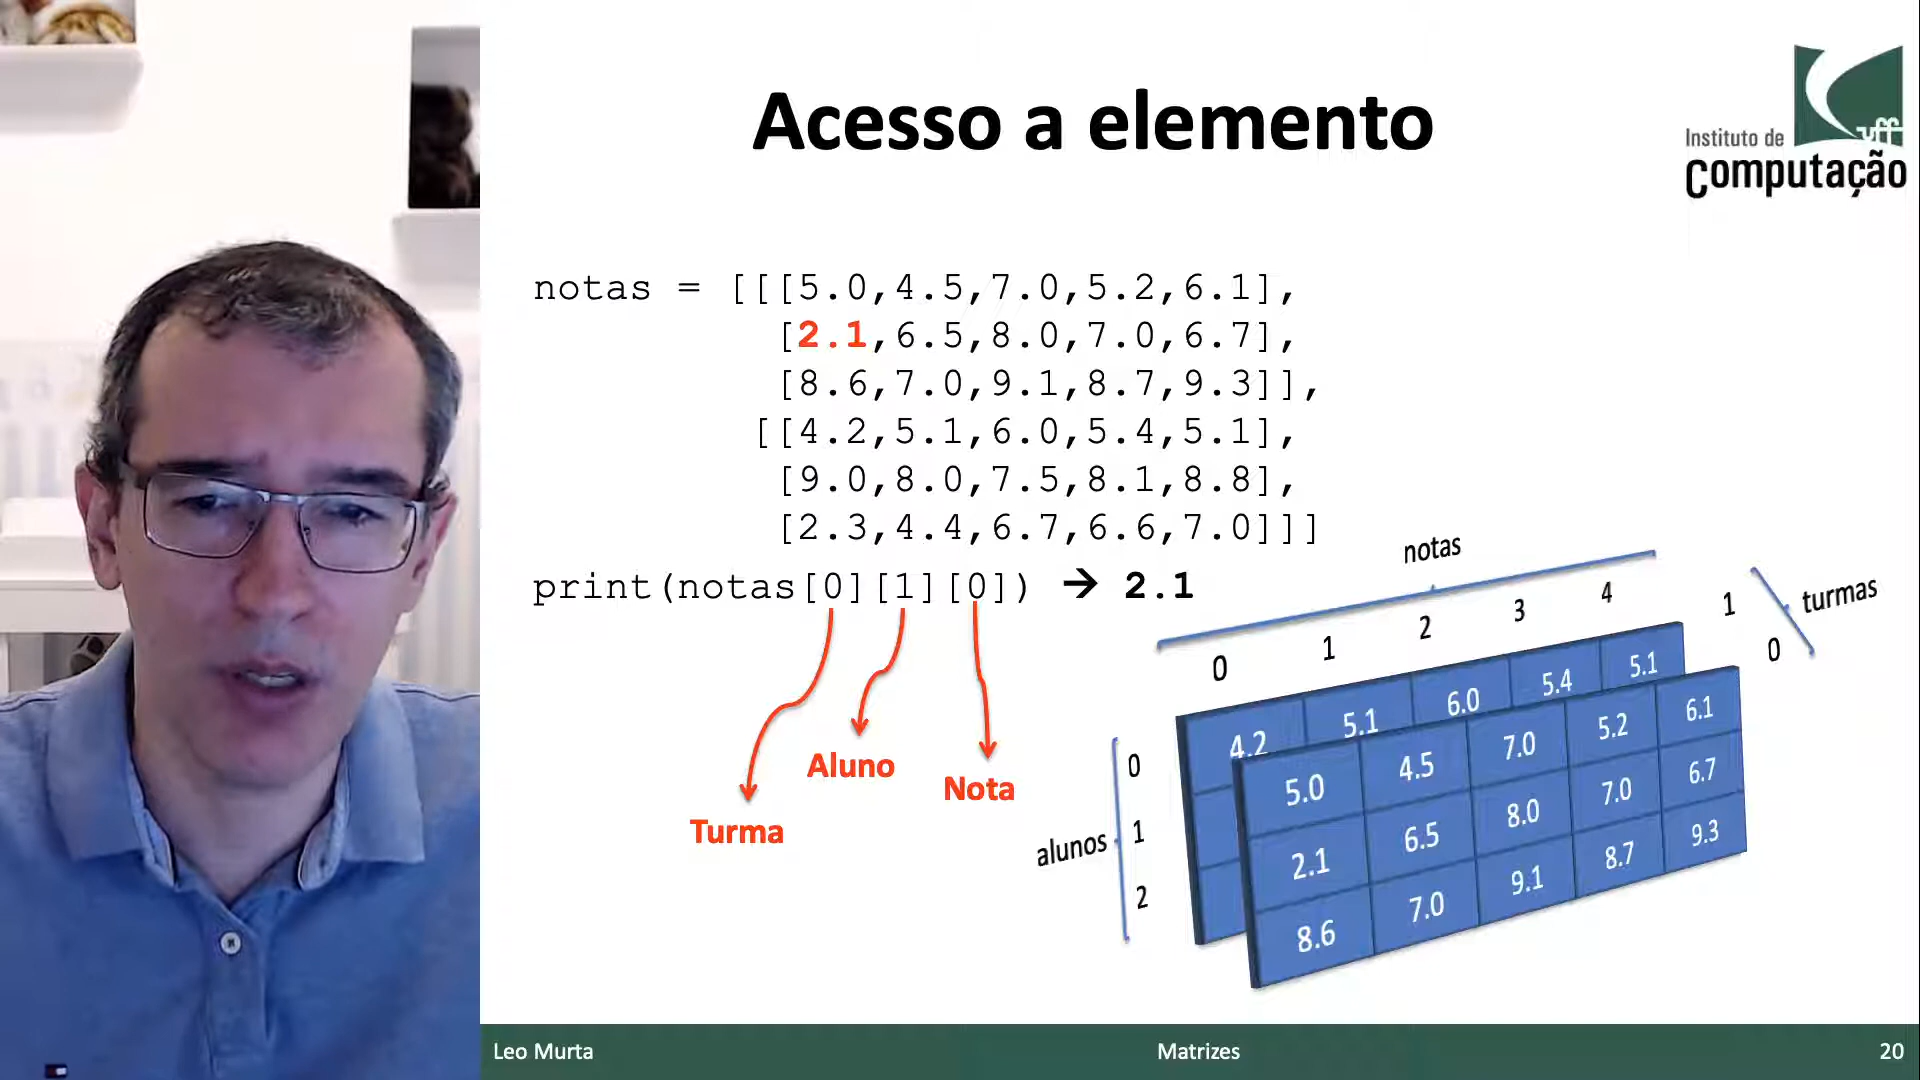 Acesso a elemento
Instituto de
Computação
uff
notas = [[[5.0,4.5,7.0,5.2,6.1],
[2.1,6.5,8.0,7.0,6.7],
[8.6,7.0,9.1,8.7,9.3]],
[[4.2,5.1,6.0,5.4,5.1],
[9.0,8.0,7.5,8.1,8.8],
[2.3,4.4,6.7,6.6,7.0]]]
print(notas[0][1][0]) → 2.1
Turma
Aluno
Nota
notas
0 1 2 3 4
1
0
turmas
alunos
0
1
2
4.2 5.1 6.0 5.4 5.1
5.0 4.5 7.0 5.2 6.1
2.1 6.5 8.0 7.0 6.7
8.6 7.0 9.1 8.7 9.3
Leo Murta
Matrizes
20